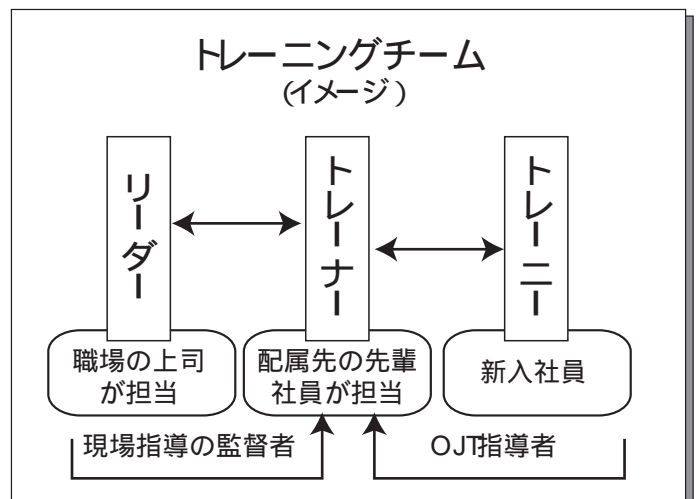 トレーニングチーム
(イメージ)
リーダー
トレーナー
トレーニー
職場の上司
が担当
配属先の先輩
社員が担当
新入社員
現場指導の監督者
OJT指導者